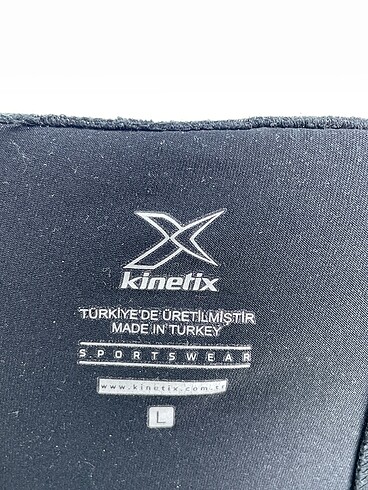 kinetix
TÜRKİYE'DE ÜRETİLMİŞTİR
MADE IN TURKEY
SPORTSWEAR
www.kinetix.com.tr
L